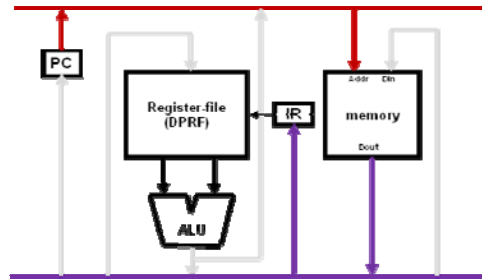 PC
Register-file
(DPRF)
IR
Addr Din
memory
Dout
ALU